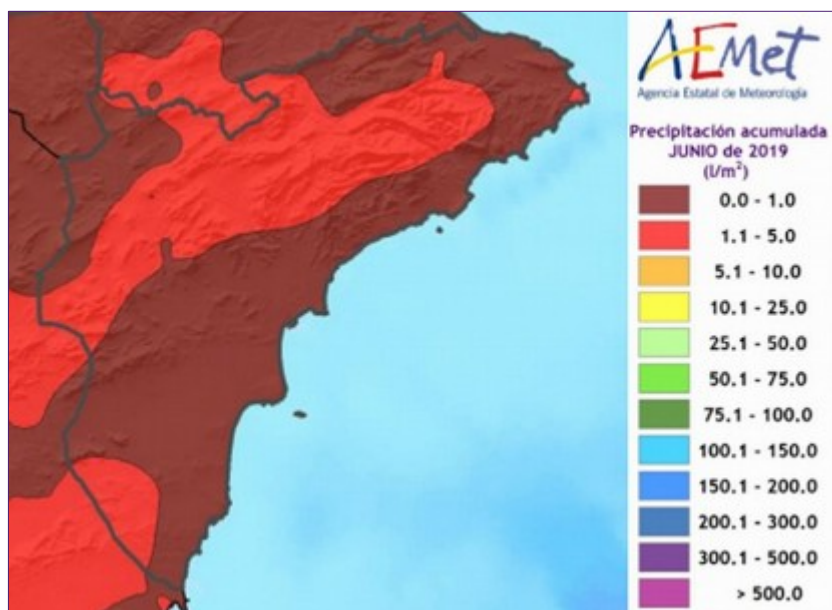 AEMet
Agencia Estatal de Meteorología
Precipitación acumulada
JUNIO de 2019
(l/m²)
0.0 - 1.0
1.1 - 5.0
5.1 - 10.0
10.1 - 25.0
25.1 - 50.0
50.1 - 75.0
75.1 - 100.0
100.1 - 150.0
150.1 - 200.0
200.1 - 300.0
300.1 - 500.0
> 500.0